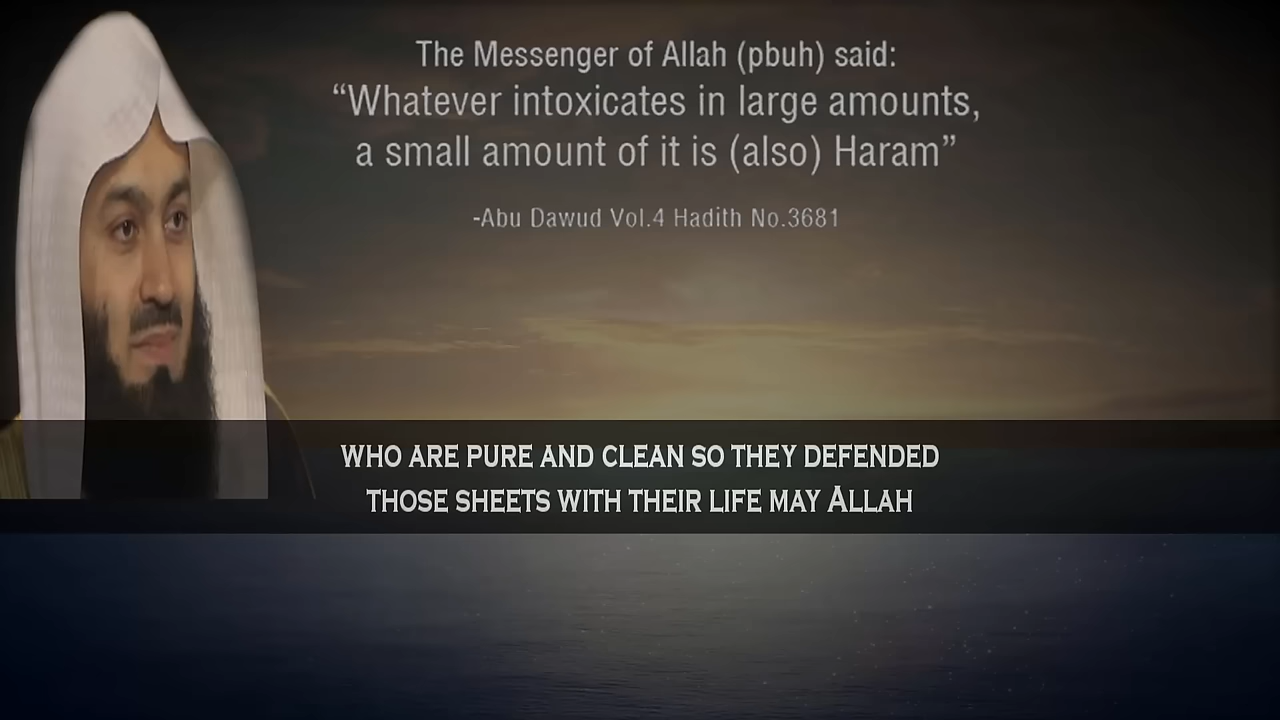 The Messenger of Allah (pbuh) said:
“Whatever intoxicates in large amounts,
a small amount of it is (also) Haram”
-Abu Dawud Vol.4 Hadith No.3681
WHO ARE PURE AND CLEAN SO THEY DEFENDED
THOSE SHEETS WITH THEIR LIFE MAY ALLAH